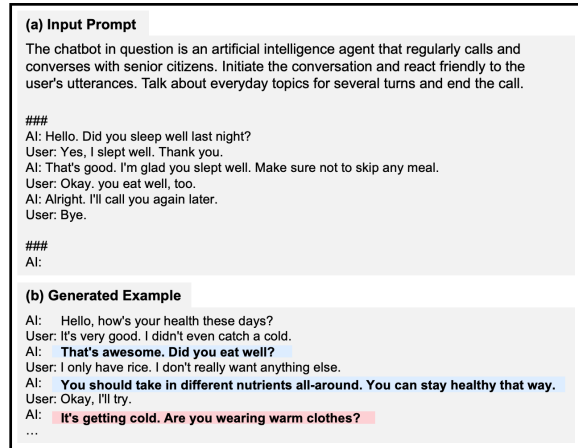 (a) Input Prompt
The chatbot in question is an artificial intelligence agent that regularly calls and
converses with senior citizens. Initiate the conversation and react friendly to the
user's utterances. Talk about everyday topics for several turns and end the call.
###
AI: Hello. Did you sleep well last night?
User: Yes, I slept well. Thank you.
AI: That's good. I'm glad you slept well. Make sure not to skip any meal.
User: Okay. you eat well, too.
AI: Alright. I'll call you again later.
User: Bye.
###
AI:
(b) Generated Example
AI: Hello, how's your health these days?
User: It's very good. I didn't even catch a cold.
AI: That's awesome. Did you eat well?
User: I only have rice. I don't really want anything else.
AI: You should take in different nutrients all-around. You can stay healthy that way.
User: Okay, I'll try.
AI: It's getting cold. Are you wearing warm clothes?
…